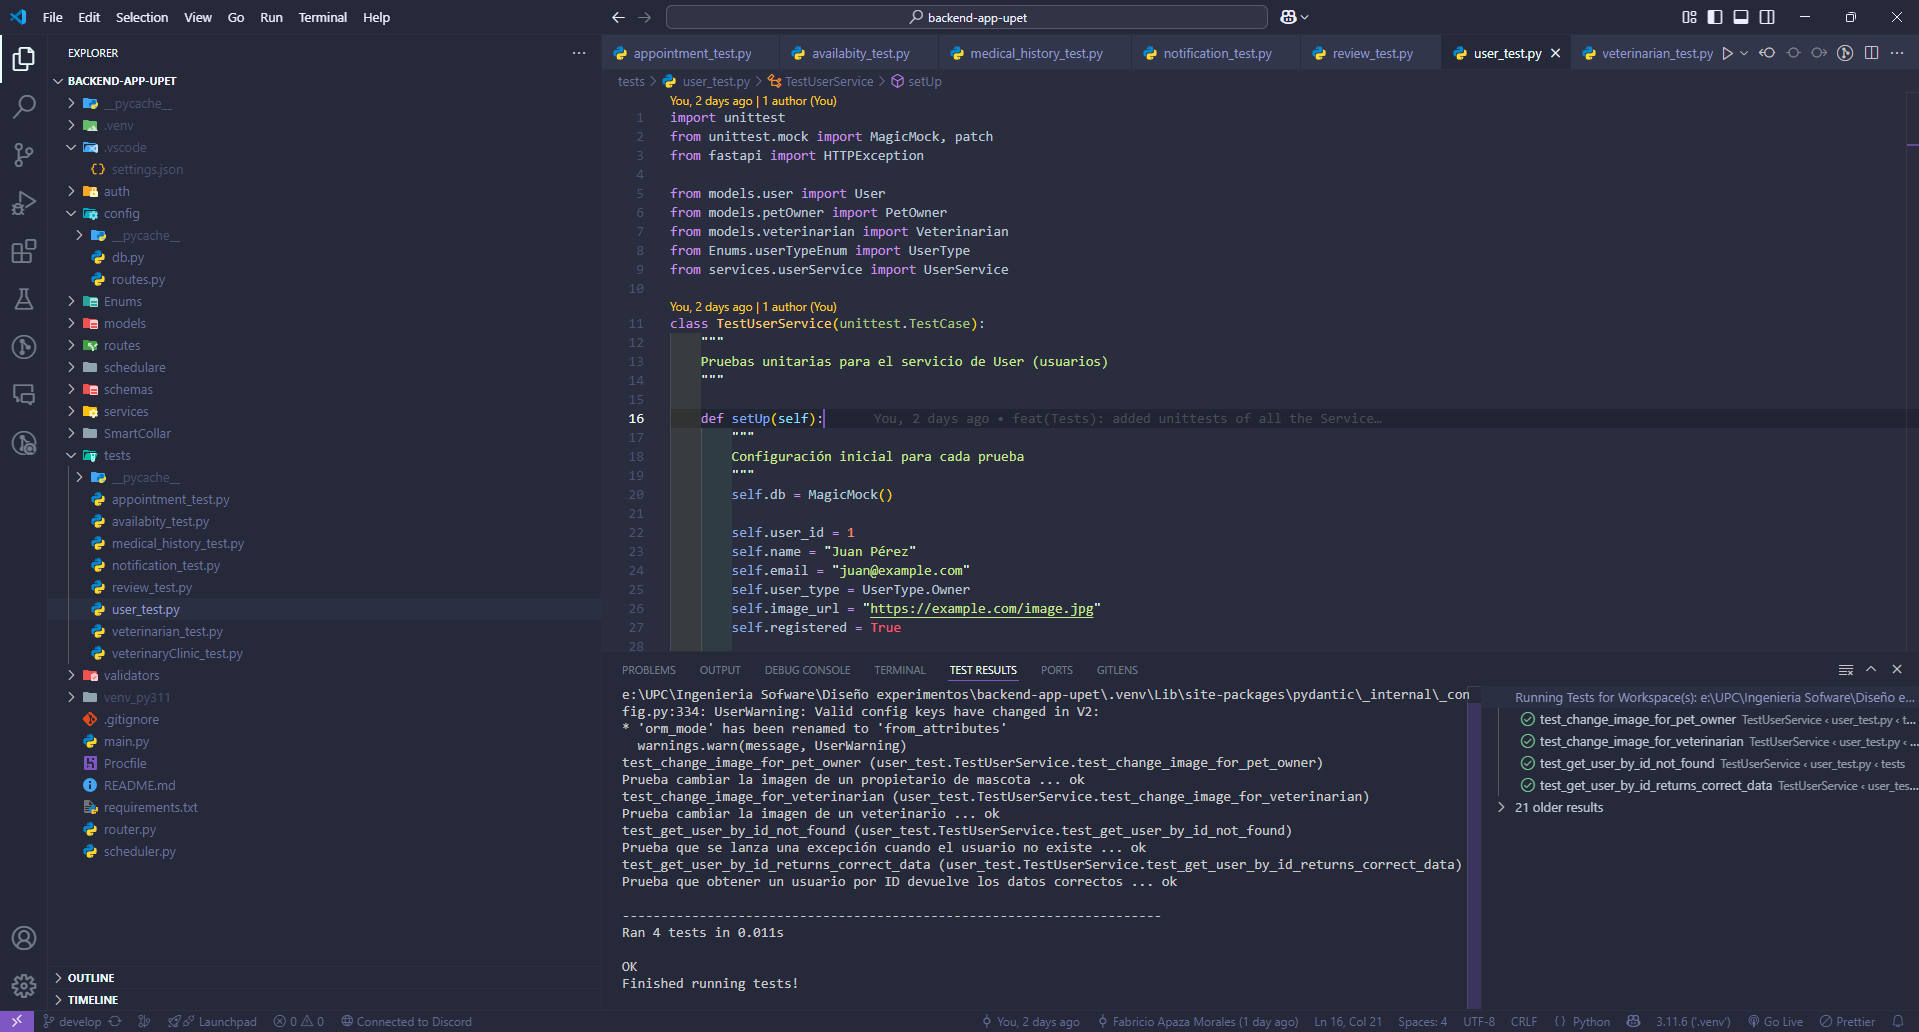 File Edit Selection View Go Run Terminal Help
backend-app-upet
EXPLORER
BACKEND-APP-UPET
__pycache__
.venv
.vscode
settings.json
auth
config
__pycache__
db.py
routes.py
Enums
models
routes
schedulare
schemas
services
SmartCollar
tests
__pycache__
appointment_test.py
availabity_test.py
medical_history_test.py
notification_test.py
review_test.py
user_test.py
veterinarian_test.py
veterinaryClinic_test.py
validators
venv_py311
.gitignore
main.py
Procfile
README.md
requirements.txt
router.py
scheduler.py
OUTLINE
TIMELINE
appointment_test.py availabity_test.py medical_history_test.py notification_test.py review_test.py user_test.py veterinarian_test.py
tests > user_test.py > TestUserService > setUp
You, 2 days ago | 1 author (You)
1 import unittest
2 from unittest.mock import MagicMock, patch
3 from fastapi import HTTPException
4
5 from models.user import User
6 from models.petOwner import PetOwner
7 from models.veterinarian import Veterinarian
8 from Enums.userTypeEnum import UserType
9 from services.userService import UserService
10
You, 2 days ago | 1 author (You)
11 class TestUserService(unittest.TestCase):
12 """
13 Pruebas unitarias para el servicio de User (usuarios)
14 """
15
16 def setUp(self): You, 2 days ago • feat(Tests): added unittests of all the Service…
17 """
18 Configuración inicial para cada prueba
19 """
20 self.db = MagicMock()
21
22 self.user_id = 1
23 self.name = "Juan Pérez"
24 self.email = "juan@example.com"
25 self.user_type = UserType.Owner
26 self.image_url = "https://example.com/image.jpg"
27 self.registered = True
28
PROBLEMS OUTPUT DEBUG CONSOLE TERMINAL TEST RESULTS PORTS GITLENS
e:\UPC\Ingenieria Sofware\Diseño experimentos\backend-app-upet\.venv\Lib\site-packages\pydantic\_internal\_con
fig.py:334: UserWarning: Valid config keys have changed in V2:
* 'orm_mode' has been renamed to 'from_attributes'
warnings.warn(message, UserWarning)
test_change_image_for_pet_owner (user_test.TestUserService.test_change_image_for_pet_owner)
Prueba cambiar la imagen de un propietario de mascota ... ok
test_change_image_for_veterinarian (user_test.TestUserService.test_change_image_for_veterinarian)
Prueba cambiar la imagen de un veterinario ... ok
test_get_user_by_id_not_found (user_test.TestUserService.test_get_user_by_id_not_found)
Prueba que se lanza una excepción cuando el usuario no existe ... ok
test_get_user_by_id_returns_correct_data (user_test.TestUserService.test_get_user_by_id_returns_correct_data)
Prueba que obtener un usuario por ID devuelve los datos correctos ... ok
----------------------------------------------------------------------
Ran 4 tests in 0.011s
OK
Finished running tests!
Running Tests for Workspace(s): e:\UPC\Ingenieria Sofware\Diseño e...
test_change_image_for_pet_owner TestUserService < user_test.py < t...
test_change_image_for_veterinarian TestUserService < user_test.py < ...
test_get_user_by_id_not_found TestUserService < user_test.py < tests
test_get_user_by_id_returns_correct_data TestUserService < user_tes...
21 older results
develop Launchpad 0 0 Connected to Discord You, 2 days ago Fabricio Apaza Morales (1 day ago) Ln 16, Col 21 Spaces: 4 UTF-8 CRLF {} Python 3.11.6 ('.venv') Go Live Prettier